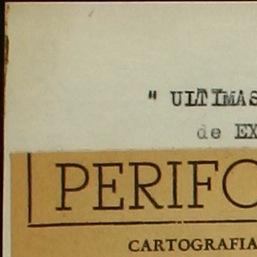 " ULTIMAS
de EX
PERIFO
CARTOGRAFIA